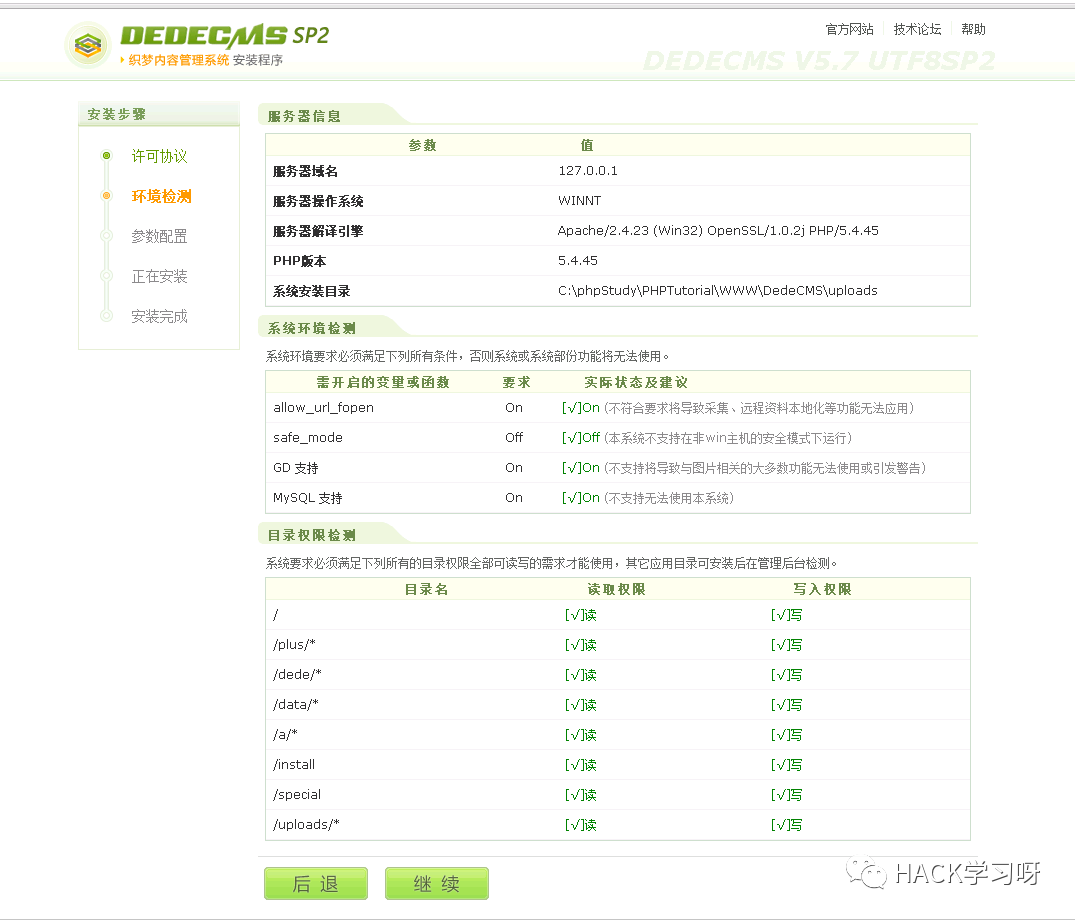 DEDECMS SP2
织梦内容管理系统 安装程序
官方网站 技术论坛 帮助
DEDECMS V5.7 UTF8SP2
安装步骤
许可协议
环境检测
参数配置
正在安装
安装完成
服务器信息
参数 值
服务器域名 127.0.0.1
服务器操作系统 WINNT
服务器解译引擎 Apache/2.4.23 (Win32) OpenSSL/1.0.2j PHP/5.4.45
PHP版本 5.4.45
系统安装目录 C:\phpStudy\PHPTutorial\WWW\DedeCMS\uploads
系统环境检测
系统环境要求必须满足下列所有条件，否则系统或系统部份功能将无法使用。
需开启的变量或函数 要求 实际状态及建议
allow_url_fopen On [√]On (不符合要求将导致采集、远程资料本地化等功能无法应用)
safe_mode Off [√]Off (本系统不支持在非win主机的安全模式下运行)
GD 支持 On [√]On (不支持将导致与图片相关的大多数功能无法使用或引发警告)
MySQL 支持 On [√]On (不支持无法使用本系统)
目录权限检测
系统要求必须满足下列所有的目录权限全部可读写的需求才能使用，其它应用目录可安装后在管理后台检测。
目录名 读取权限 写入权限
/ [√]读 [√]写
/plus/* [√]读 [√]写
/dede/* [√]读 [√]写
/data/* [√]读 [√]写
/a/* [√]读 [√]写
/install [√]读 [√]写
/special [√]读 [√]写
/uploads/* [√]读 [√]写
后退 继续
HACK学习呀